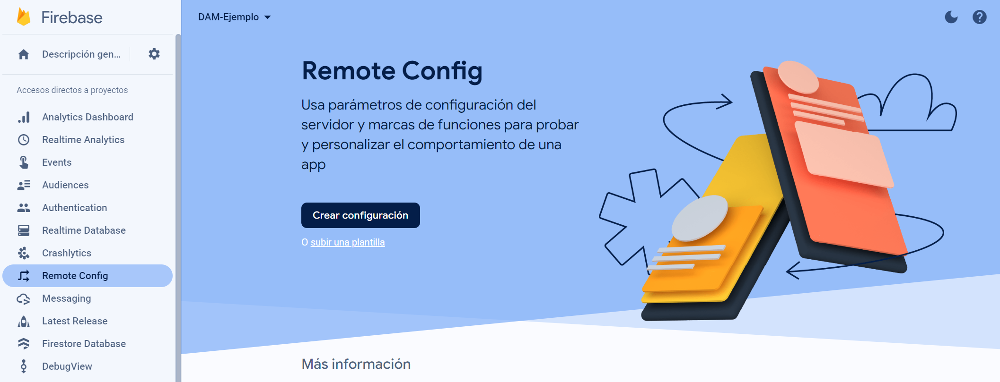 Firebase
Descripción gen...
Accesos directos a proyectos
Analytics Dashboard
Realtime Analytics
Events
Audiences
Authentication
Realtime Database
Crashlytics
Remote Config
Messaging
Latest Release
Firestore Database
DebugView
DAM-Ejemplo
?
Remote Config
Usa parámetros de configuración del
servidor y marcas de funciones para probar
y personalizar el comportamiento de una
app
Crear configuración
O subir una plantilla
Más información